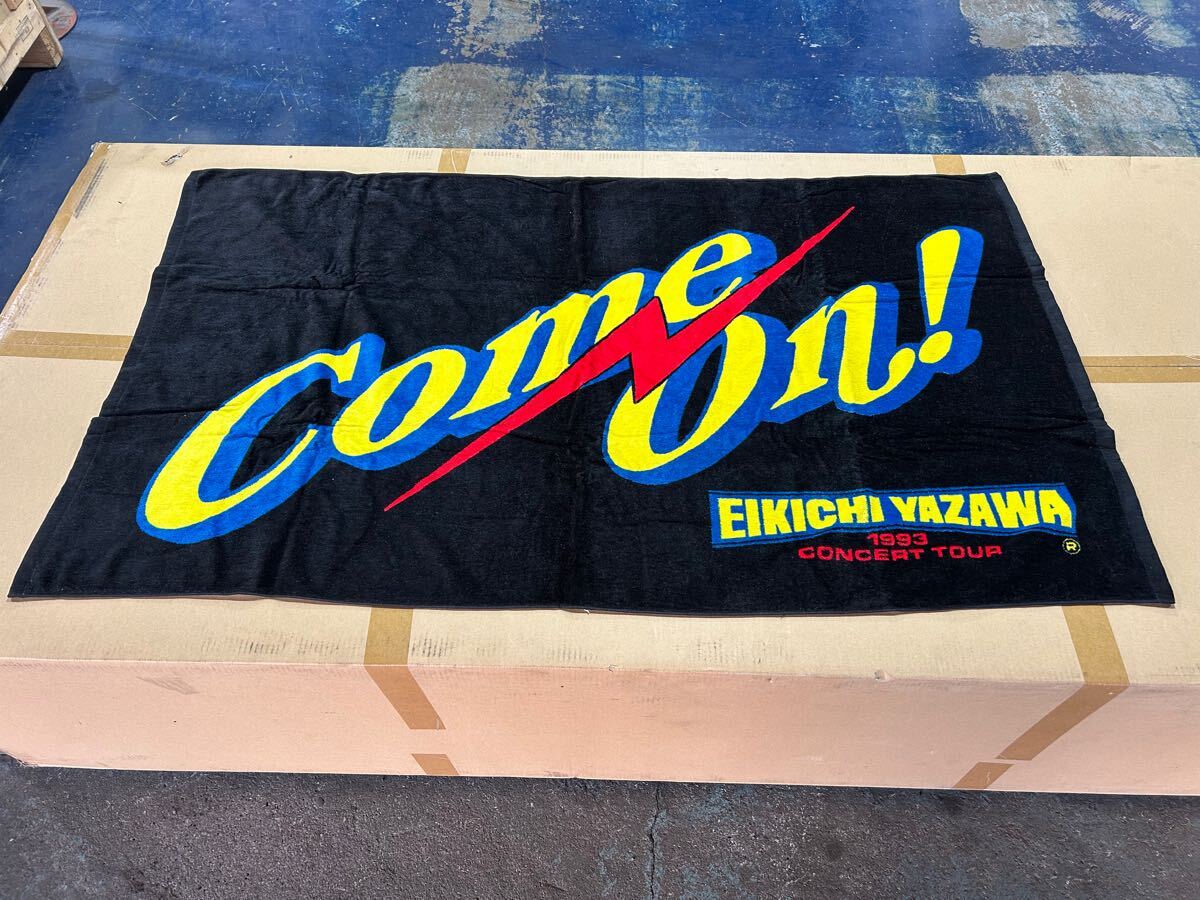 Come
On!
EIKICHI YAZAWA
1993
CONCERT TOUR
®